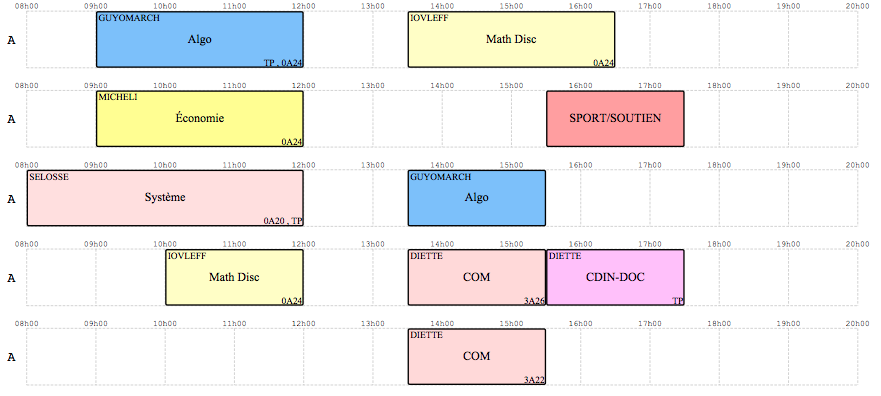 08h00 09h00 10h00 11h00 12h00 13h00 14h00 15h00 16h00 17h00 18h00 19h00 20h00
GUYOMARCH IOVLEFF
A Algo Math Disc
TP , 0A24 0A24
08h00 09h00 10h00 11h00 12h00 13h00 14h00 15h00 16h00 17h00 18h00 19h00 20h00
MICHEL1
A Économie SPORT/SOUTIEN
0A24
08h00 09h00 10h00 11h00 12h00 13h00 14h00 15h00 16h00 17h00 18h00 19h00 20h00
SELOSSE GUYOMARCH
A Système Algo
0A20 , TP
08h00 09h00 10h00 11h00 12h00 13h00 14h00 15h00 16h00 17h00 18h00 19h00 20h00
IOVLEFF DIETTE DIETTE
A Math Disc COM CDIN-DOC
0A24 3A26 TP
08h00 09h00 10h00 11h00 12h00 13h00 14h00 15h00 16h00 17h00 18h00 19h00 20h00
DIETTE
A COM
3A22